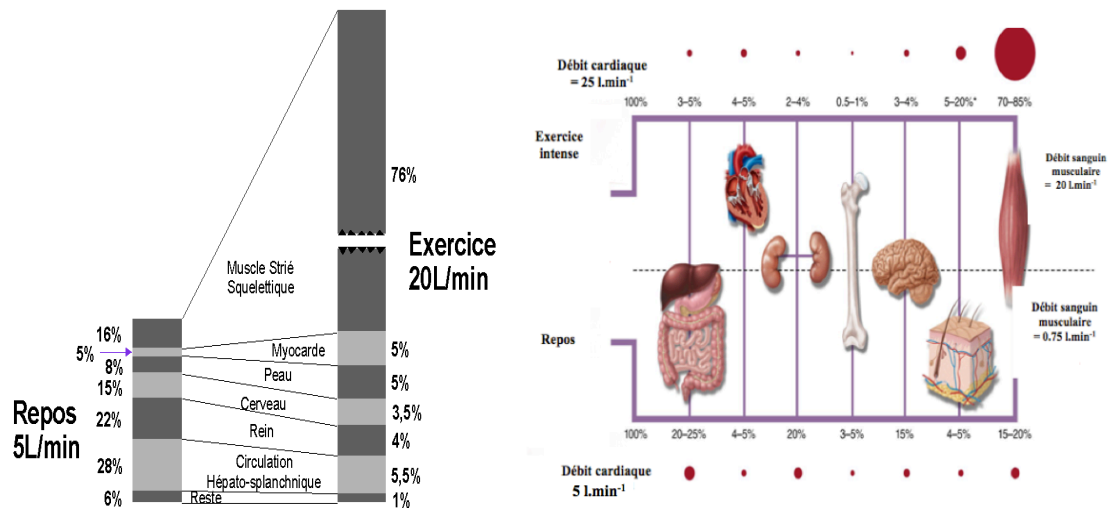 76%
Exercice
20L/min
Muscle Strié
Squelettique
16%
5%
Myocarde
5%
8%
Peau
5%
15%
Cerveau
3,5%
Repos
5L/min
22%
Rein
4%
28%
Circulation
Hépato-splanchnique
5,5%
6%
Reste
1%
Débit cardiaque
= 25 l.min⁻¹
100% 3–5% 4–5% 2–4% 0.5–1% 3–4% 5–20%* 70–85%
Exercice
intense
Débit sanguin
musculaire
= 20 l.min⁻¹
Repos
Débit sanguin
musculaire
= 0.75 l.min⁻¹
100% 20–25% 4–5% 20% 3–5% 15% 4–5% 15–20%
Débit cardiaque
5 l.min⁻¹